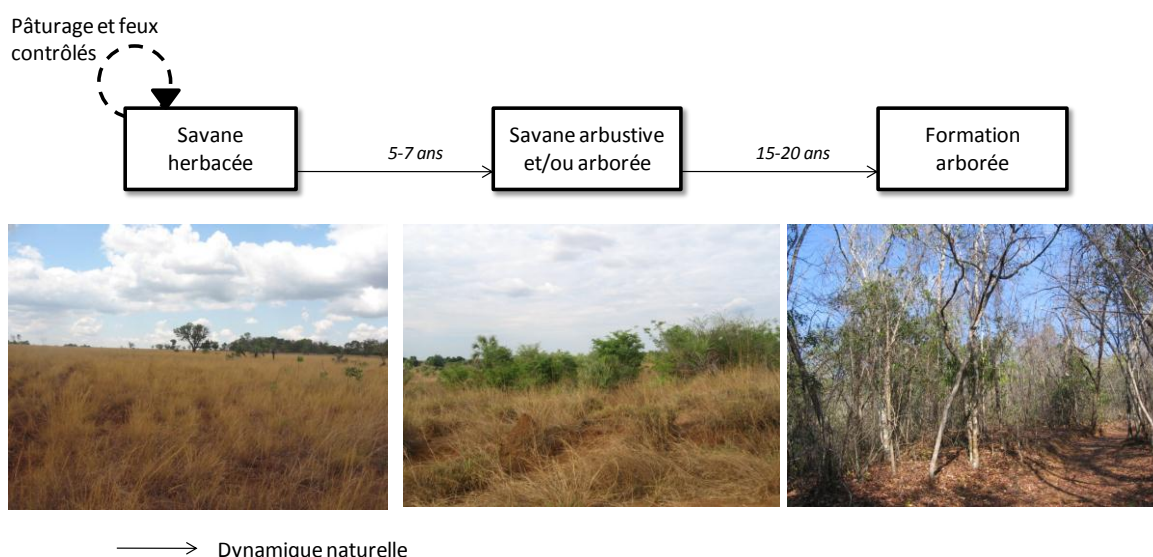 Pâturage et feux
contrôlés
Savane
herbacée
5-7 ans
Savane arbustive
et/ou arborée
15-20 ans
Formation
arborée
Dynamique naturelle